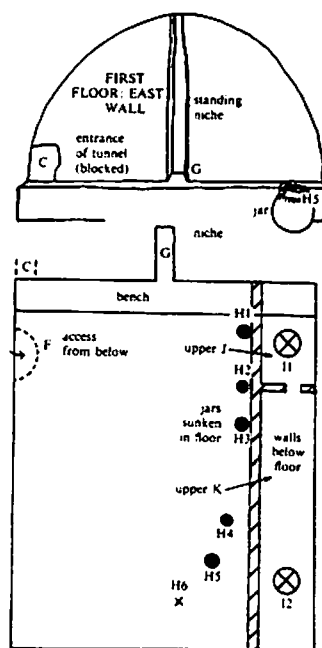 FIRST
FLOOR: EAST
WALL
standing
niche
entrance
of tunnel
(blocked)
C
G
H5
jar
niche
G
C
bench
H1
F
access
from below
upper J
I1
H2
jars
sunken
in floor
H3
walls
below
floor
upper K
H4
H5
H6
I2